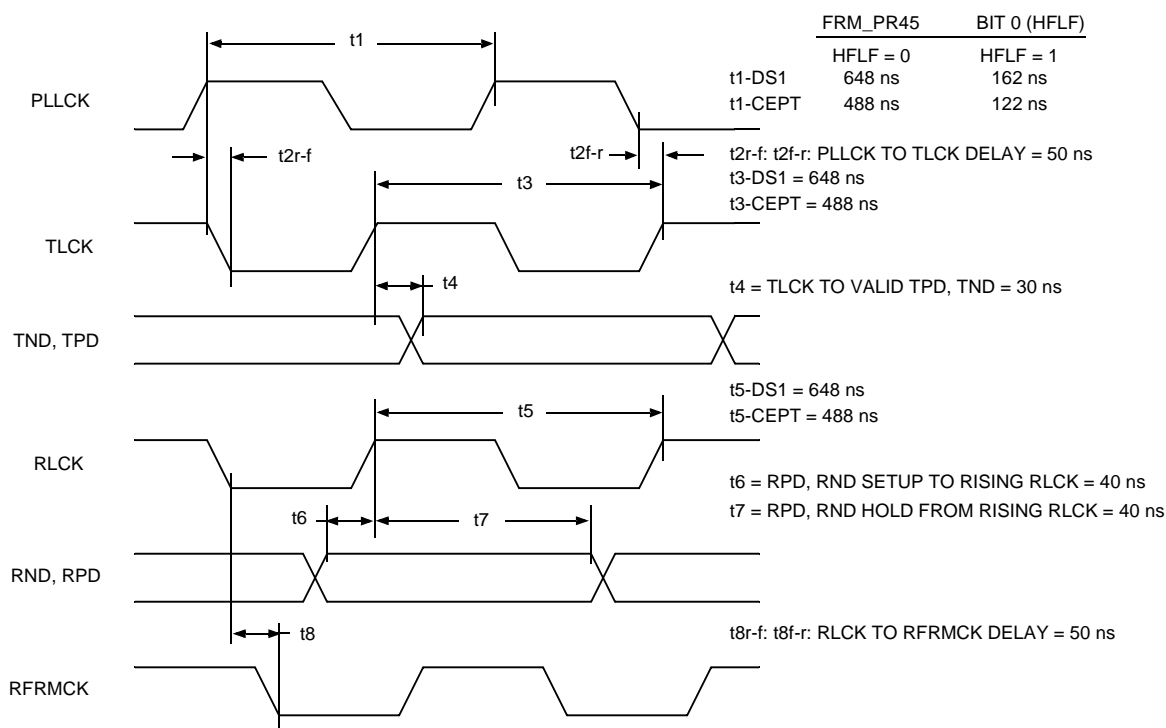 FRM_PR45 BIT 0 (HFLF)
HFLF = 0 HFLF = 1
t1-DS1 648 ns 162 ns
t1-CEPT 488 ns 122 ns
t1
PLLCK
t2r-f
t2f-r
t2r-f: t2f-r: PLLCK TO TLCK DELAY = 50 ns
t3
t3-DS1 = 648 ns
t3-CEPT = 488 ns
TLCK
t4
t4 = TLCK TO VALID TPD, TND = 30 ns
TND, TPD
t5-DS1 = 648 ns
t5
t5-CEPT = 488 ns
RLCK
t6 = RPD, RND SETUP TO RISING RLCK = 40 ns
t6
t7
t7 = RPD, RND HOLD FROM RISING RLCK = 40 ns
RND, RPD
t8
t8r-f: t8f-r: RLCK TO RFRMCK DELAY = 50 ns
RFRMCK